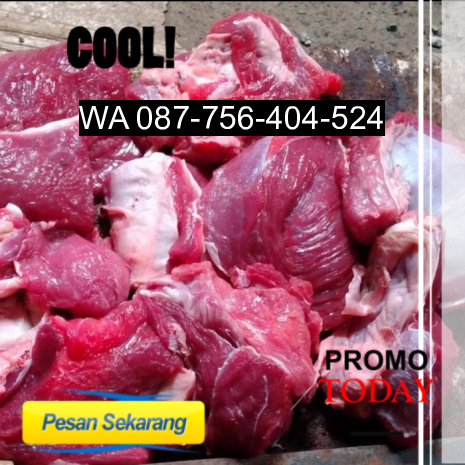 COOL!
WA 087-756-404-524
PROMO
TODAY
Pesan Sekarang